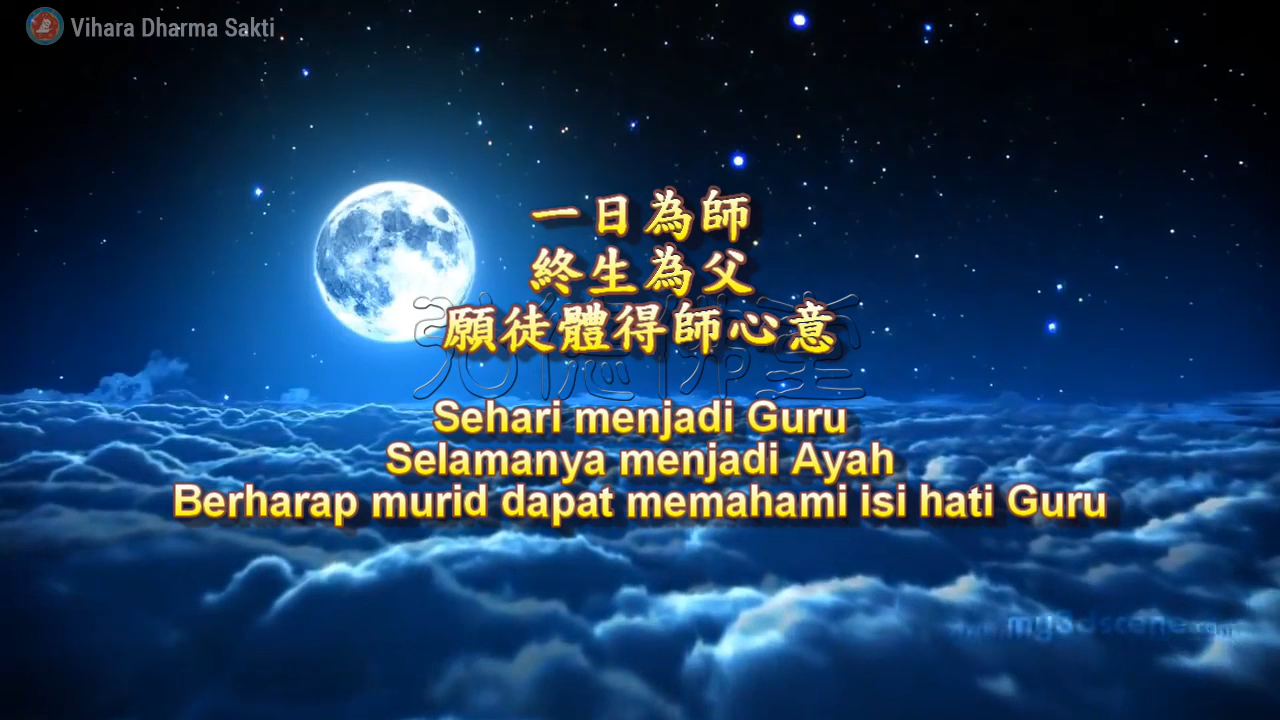 Vihara Dharma Sakti
一日為師
終生為父
願徒體得師心意
Sehari menjadi Guru
Selamanya menjadi Ayah
Berharap murid dapat memahami isi hati Guru